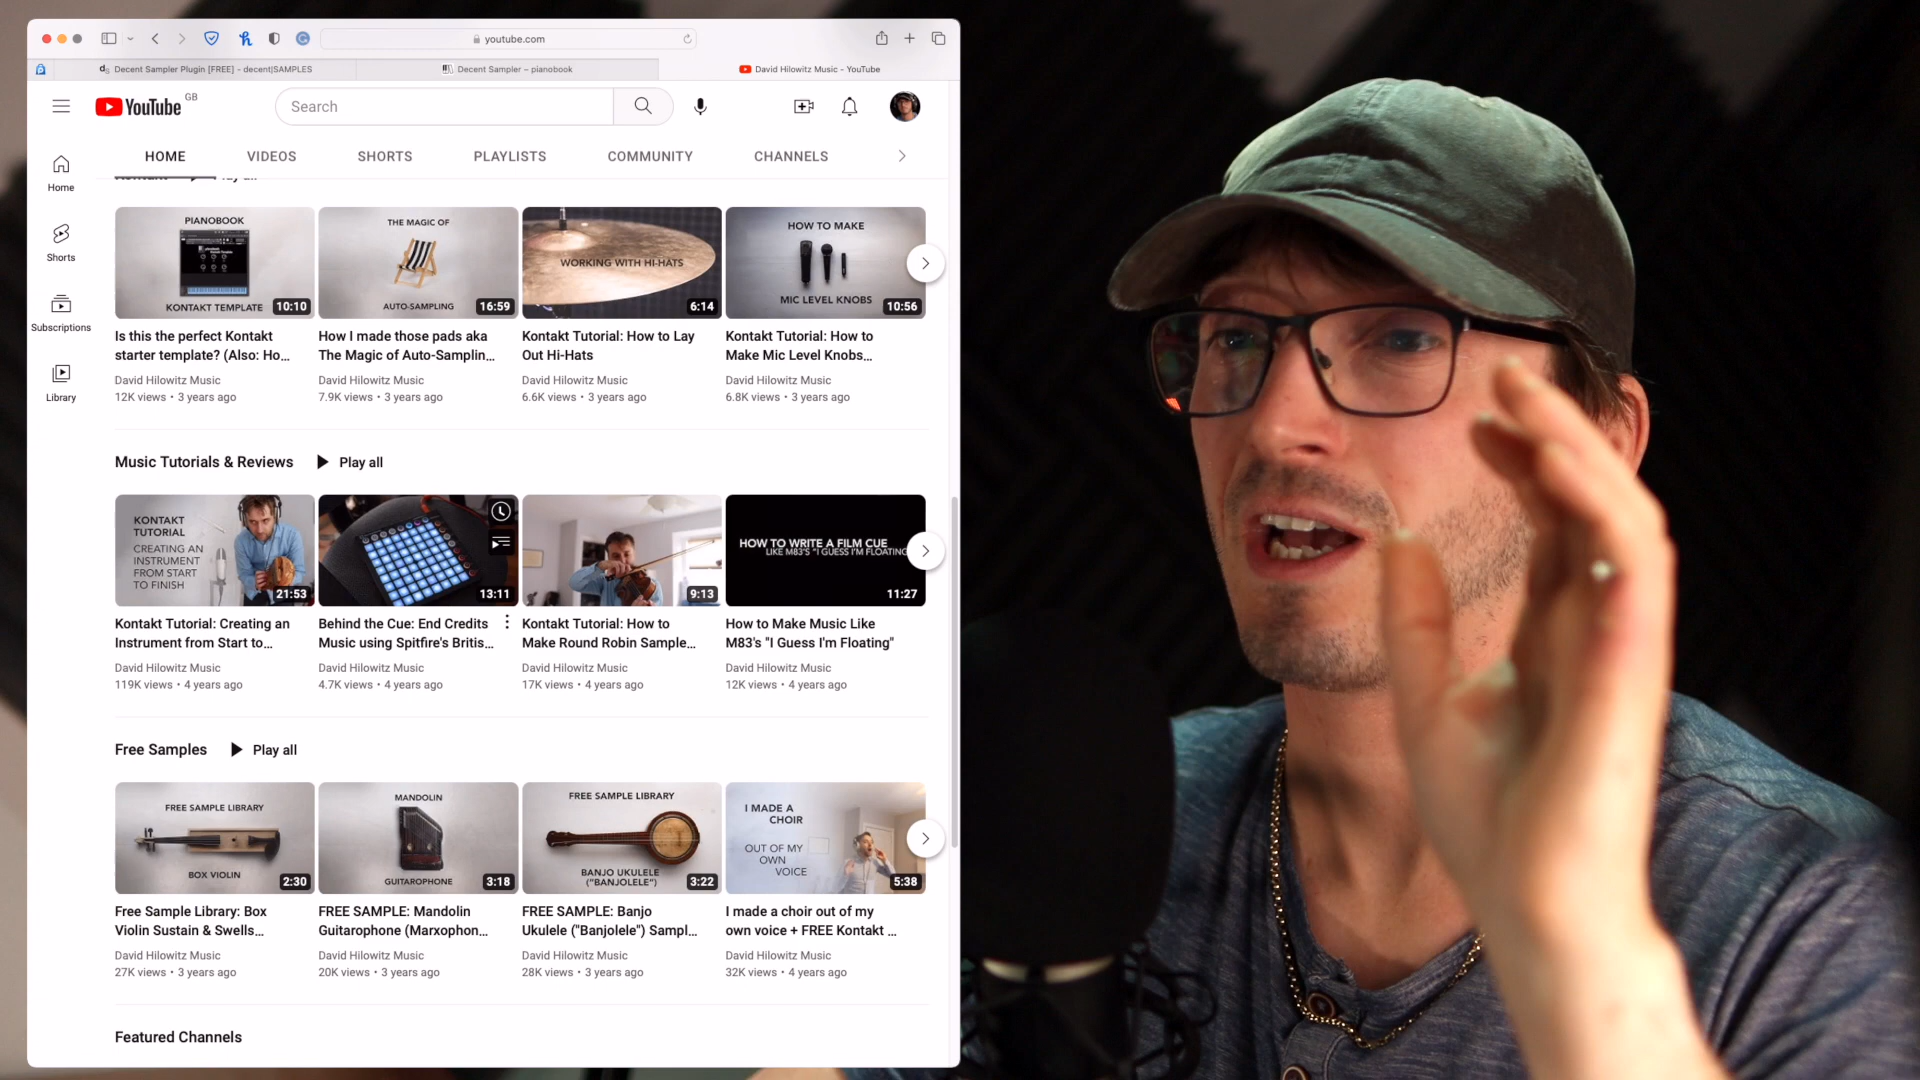 youtube.com
Decent Sampler Plugin [FREE] - decent|SAMPLES
Decent Sampler – pianobook
David Hilowitz Music - YouTube
YouTube GB
Search
HOME
VIDEOS
SHORTS
PLAYLISTS
COMMUNITY
CHANNELS
Home
Shorts
Subscriptions
Library
PIANOBOOK
KONTAKT TEMPLATE
10:10
THE MAGIC OF
AUTO-SAMPLING
16:59
WORKING WITH HI-HATS
6:14
HOW TO MAKE
MIC LEVEL KNOBS
10:56
Is this the perfect Kontakt
starter template? (Also: Ho...
David Hilowitz Music
12K views • 3 years ago
How I made those pads aka
The Magic of Auto-Samplin...
David Hilowitz Music
7.9K views • 3 years ago
Kontakt Tutorial: How to Lay
Out Hi-Hats
David Hilowitz Music
6.6K views • 3 years ago
Kontakt Tutorial: How to
Make Mic Level Knobs...
David Hilowitz Music
6.8K views • 3 years ago
Music Tutorials & Reviews
Play all
KONTAKT
TUTORIAL
CREATING AN
INSTRUMENT
FROM START
TO FINISH
21:53
13:11
9:13
HOW TO WRITE A FILM CUE
LIKE M83'S "I GUESS I'M FLOATING
11:27
Kontakt Tutorial: Creating an
Instrument from Start to...
David Hilowitz Music
119K views • 4 years ago
Behind the Cue: End Credits
Music using Spitfire's Britis...
David Hilowitz Music
4.7K views • 4 years ago
Kontakt Tutorial: How to
Make Round Robin Sample...
David Hilowitz Music
17K views • 4 years ago
How to Make Music Like
M83's "I Guess I'm Floating"
David Hilowitz Music
12K views • 4 years ago
Free Samples
Play all
FREE SAMPLE LIBRARY
BOX VIOLIN
2:30
MANDOLIN
GUITAROPHONE
3:18
FREE SAMPLE LIBRARY
BANJO UKULELE
("BANJOLELE")
3:22
I MADE A
CHOIR
OUT OF MY
OWN
VOICE
5:38
Free Sample Library: Box
Violin Sustain & Swells...
David Hilowitz Music
27K views • 3 years ago
FREE SAMPLE: Mandolin
Guitarophone (Marxophon...
David Hilowitz Music
20K views • 3 years ago
FREE SAMPLE: Banjo
Ukulele ("Banjolele") Sampl...
David Hilowitz Music
28K views • 3 years ago
I made a choir out of my
own voice + FREE Kontakt ...
David Hilowitz Music
32K views • 4 years ago
Featured Channels